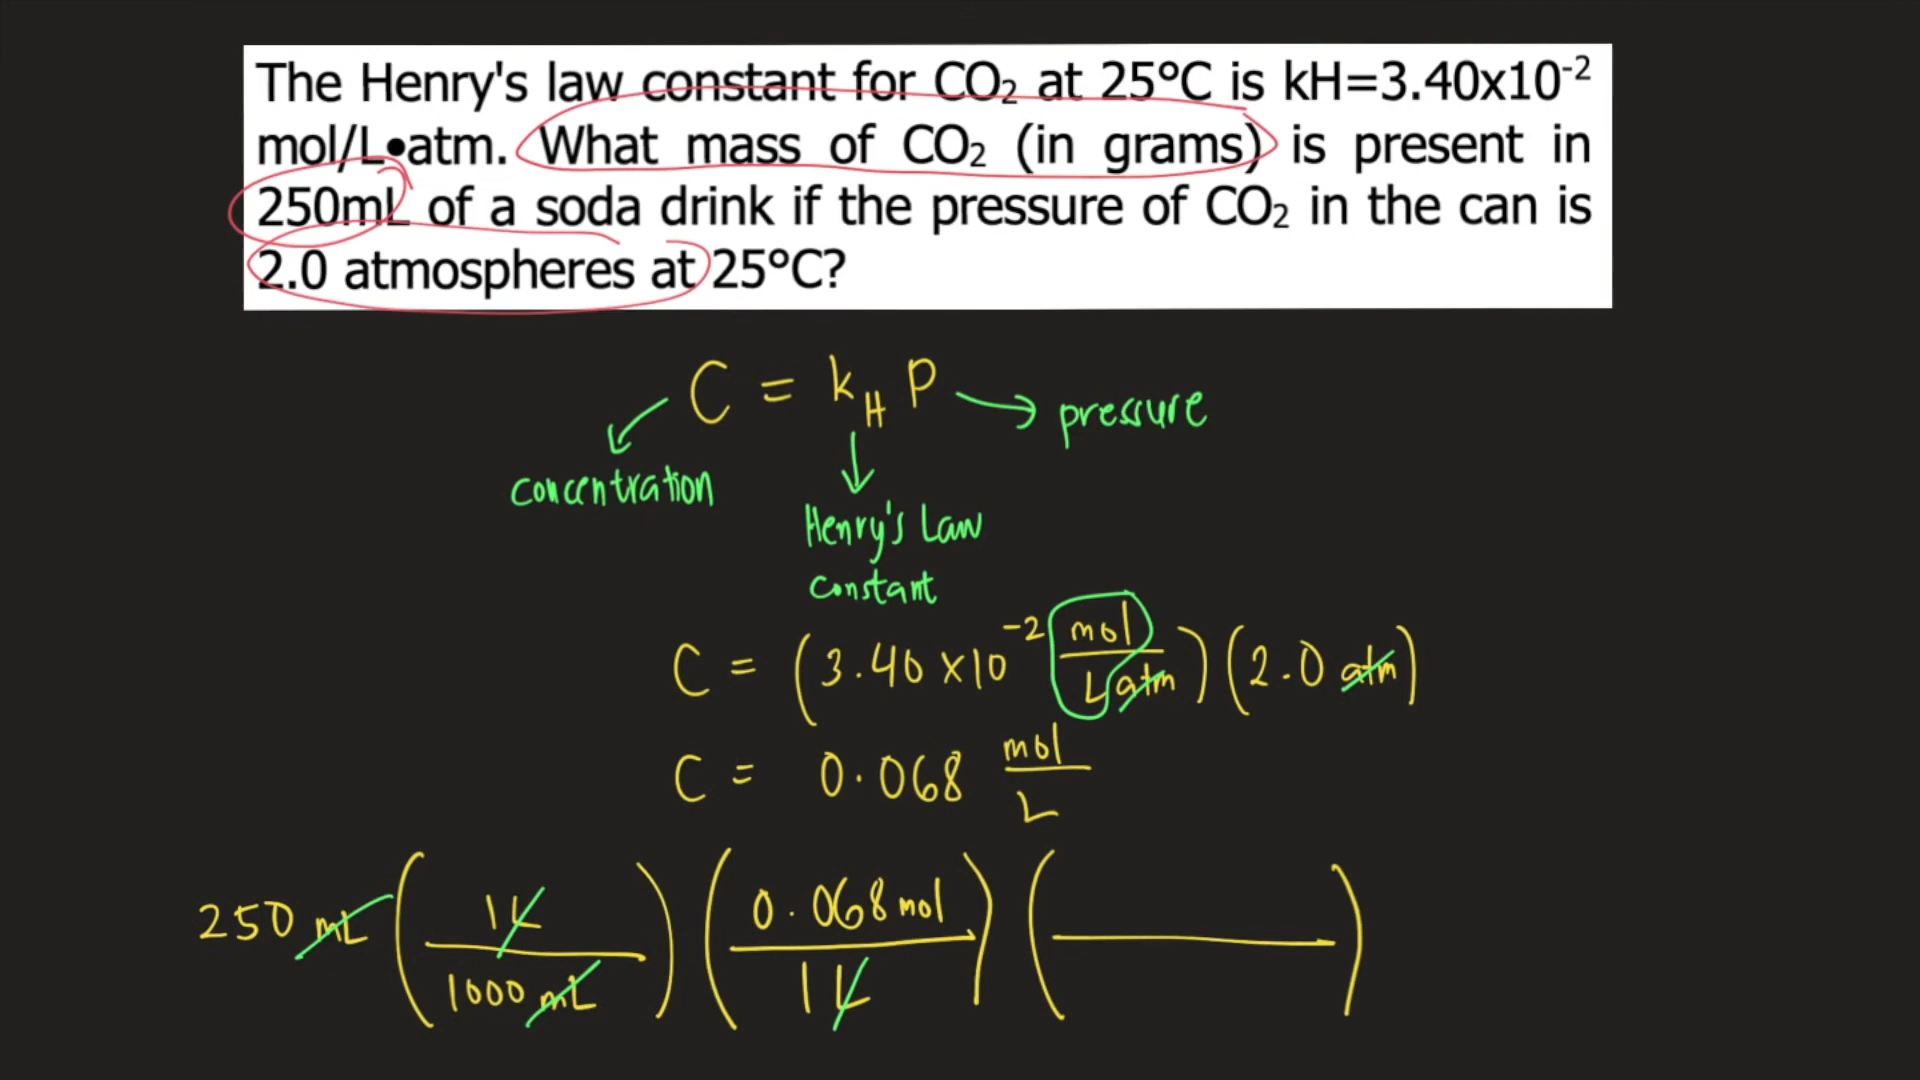 The Henry's law constant for CO₂ at 25°C is kH=3.40x10⁻²
mol/L•atm. What mass of CO₂ (in grams) is present in
250mL of a soda drink if the pressure of CO₂ in the can is
2.0 atmospheres at 25°C?
C = k_H P
pressure
concentration
Henry's Law
constant
C = (3.40 x10⁻² mol/L atm) (2.0 atm)
C = 0.068 mol/L
250 mL (1L/1000 mL) (0.068 mol/1L) ( )